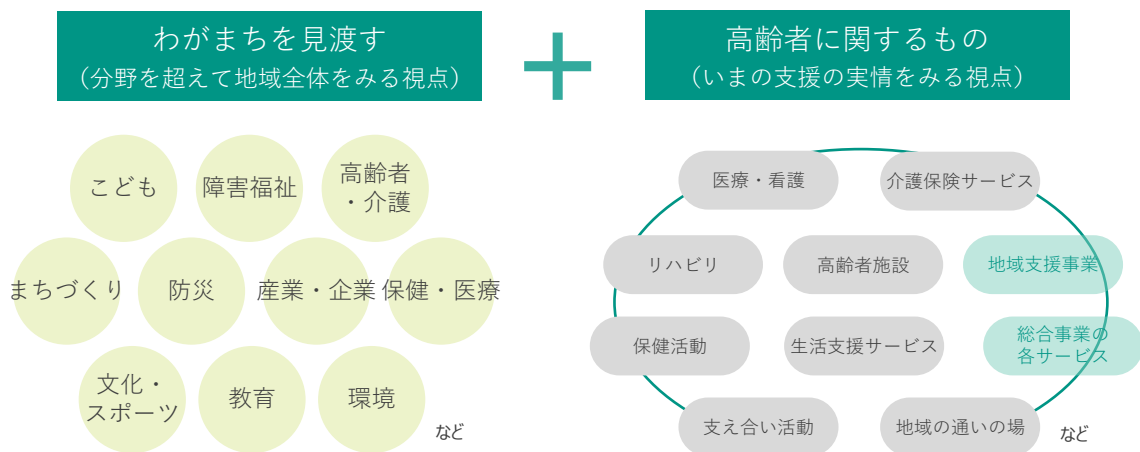 わがまちを見渡す
(分野を超えて地域全体をみる視点)
+
高齢者に関するもの
(いまの支援の実情をみる視点)
こども
障害福祉
高齢者
・介護
まちづくり
防災
産業・企業
保健・医療
文化・
スポーツ
教育
環境
など
医療・看護
介護保険サービス
リハビリ
高齢者施設
地域支援事業
保健活動
生活支援サービス
総合事業の
各サービス
支え合い活動
地域の通いの場
など